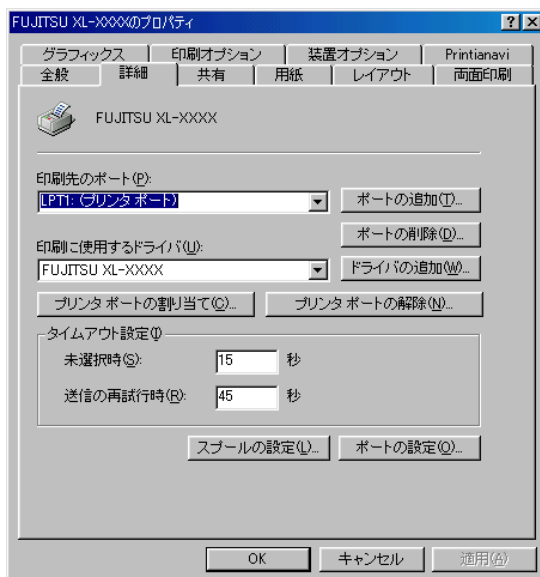 FUJITSU XL-XXXXのプロパティ
グラフィックス 印刷オプション 装置オプション Printianavi
全般 詳細 共有 用紙 レイアウト 両面印刷
FUJITSU XL-XXXX
印刷先のポート(P):
LPT1: (プリンタ ポート)
ポートの追加(T)...
ポートの削除(D)...
印刷に使用するドライバ(U):
FUJITSU XL-XXXX
ドライバの追加(W)...
プリンタ ポートの割り当て(C)... プリンタ ポートの解除(N)...
タイムアウト設定(I)
未選択時(S): 15 秒
送信の再試行時(R): 45 秒
スプールの設定(L)... ポートの設定(O)...
OK キャンセル 適用(A)